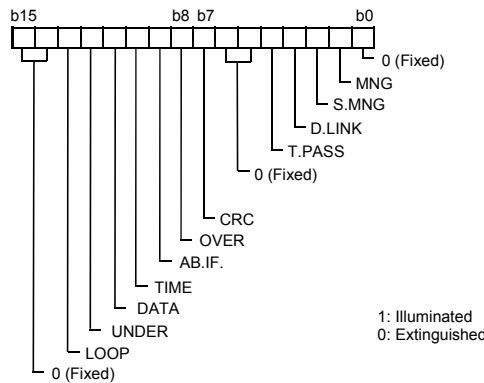 b15 b8 b7 b0
0 (Fixed)
MNG
S.MNG
D.LINK
T.PASS
0 (Fixed)
CRC
OVER
AB.IF.
TIME
DATA
UNDER
LOOP
0 (Fixed)
1: Illuminated
0: Extinguished